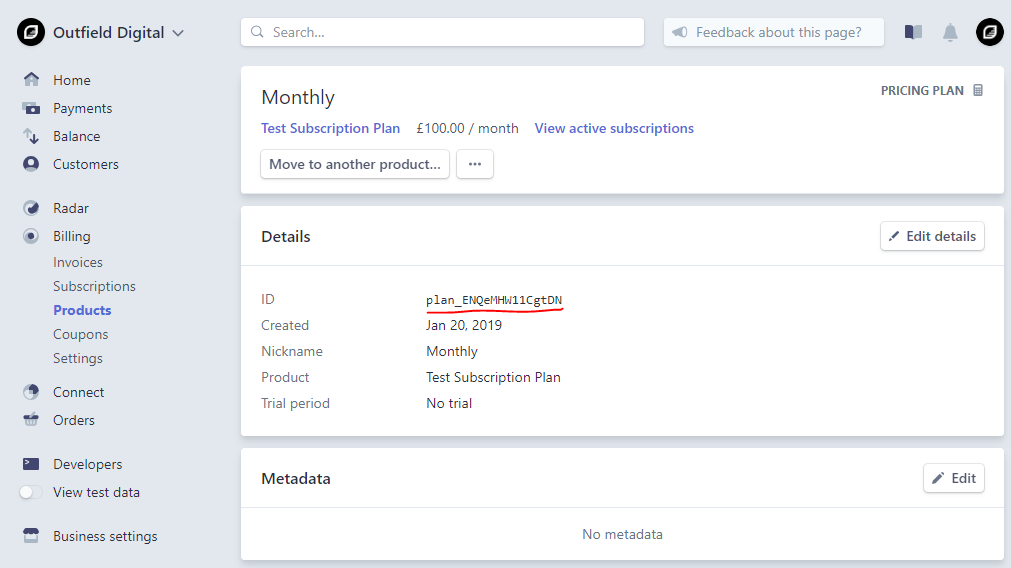 Outfield Digital
Search...
Feedback about this page?
Home
Payments
Balance
Customers
Radar
Billing
Invoices
Subscriptions
Products
Coupons
Settings
Connect
Orders
Developers
View test data
Business settings
Monthly
PRICING PLAN
Test Subscription Plan £100.00 / month View active subscriptions
Move to another product...
Details
Edit details
ID plan_ENQeMHW11CgtDN
Created Jan 20, 2019
Nickname Monthly
Product Test Subscription Plan
Trial period No trial
Metadata
Edit
No metadata